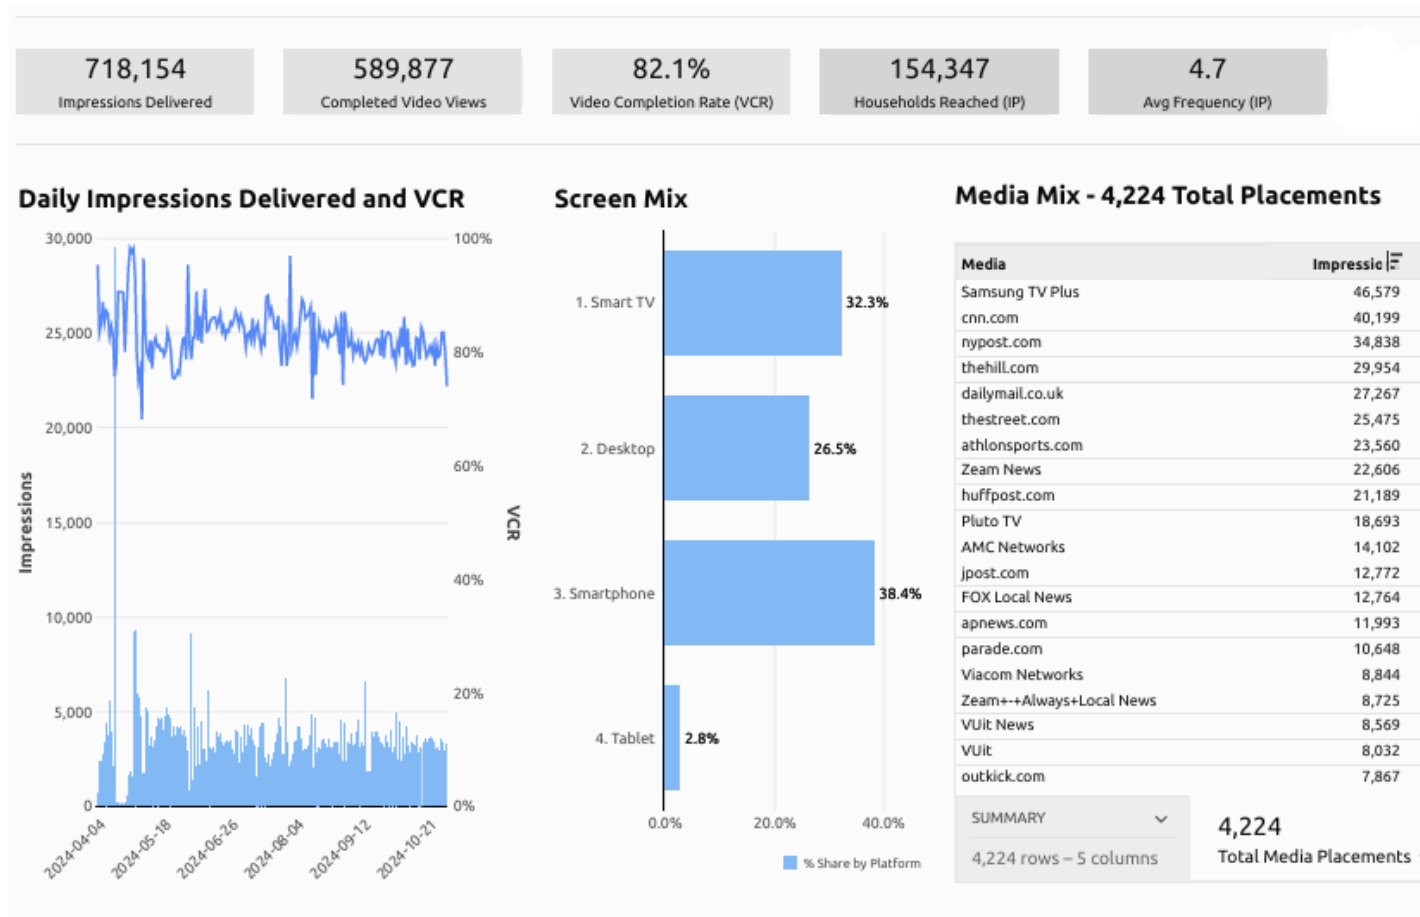 718,154
Impressions Delivered
589,877
Completed Video Views
82.1%
Video Completion Rate (VCR)
154,347
Households Reached (IP)
4.7
Avg Frequency (IP)
Daily Impressions Delivered and VCR
30,000
25,000
20,000
15,000
10,000
5,000
0
Impressions
100%
80%
60%
40%
20%
0%
VCR
2024-04-04
2024-05-18
2024-06-26
2024-08-04
2024-09-12
2024-10-21
Screen Mix
1. Smart TV 32.3%
2. Desktop 26.5%
3. Smartphone 38.4%
4. Tablet 2.8%
0.0% 20.0% 40.0%
% Share by Platform
Media Mix - 4,224 Total Placements
Media Impressio
Samsung TV Plus 46,579
cnn.com 40,199
nypost.com 34,838
thehill.com 29,954
dailymail.co.uk 27,267
thestreet.com 25,475
athlonsports.com 23,560
Zeam News 22,606
huffpost.com 21,189
Pluto TV 18,693
AMC Networks 14,102
jpost.com 12,772
FOX Local News 12,764
apnews.com 11,993
parade.com 10,648
Viacom Networks 8,844
Zeam+-+Always+Local News 8,725
VUit News 8,569
VUit 8,032
outkick.com 7,867
SUMMARY
4,224 rows – 5 columns
4,224
Total Media Placements